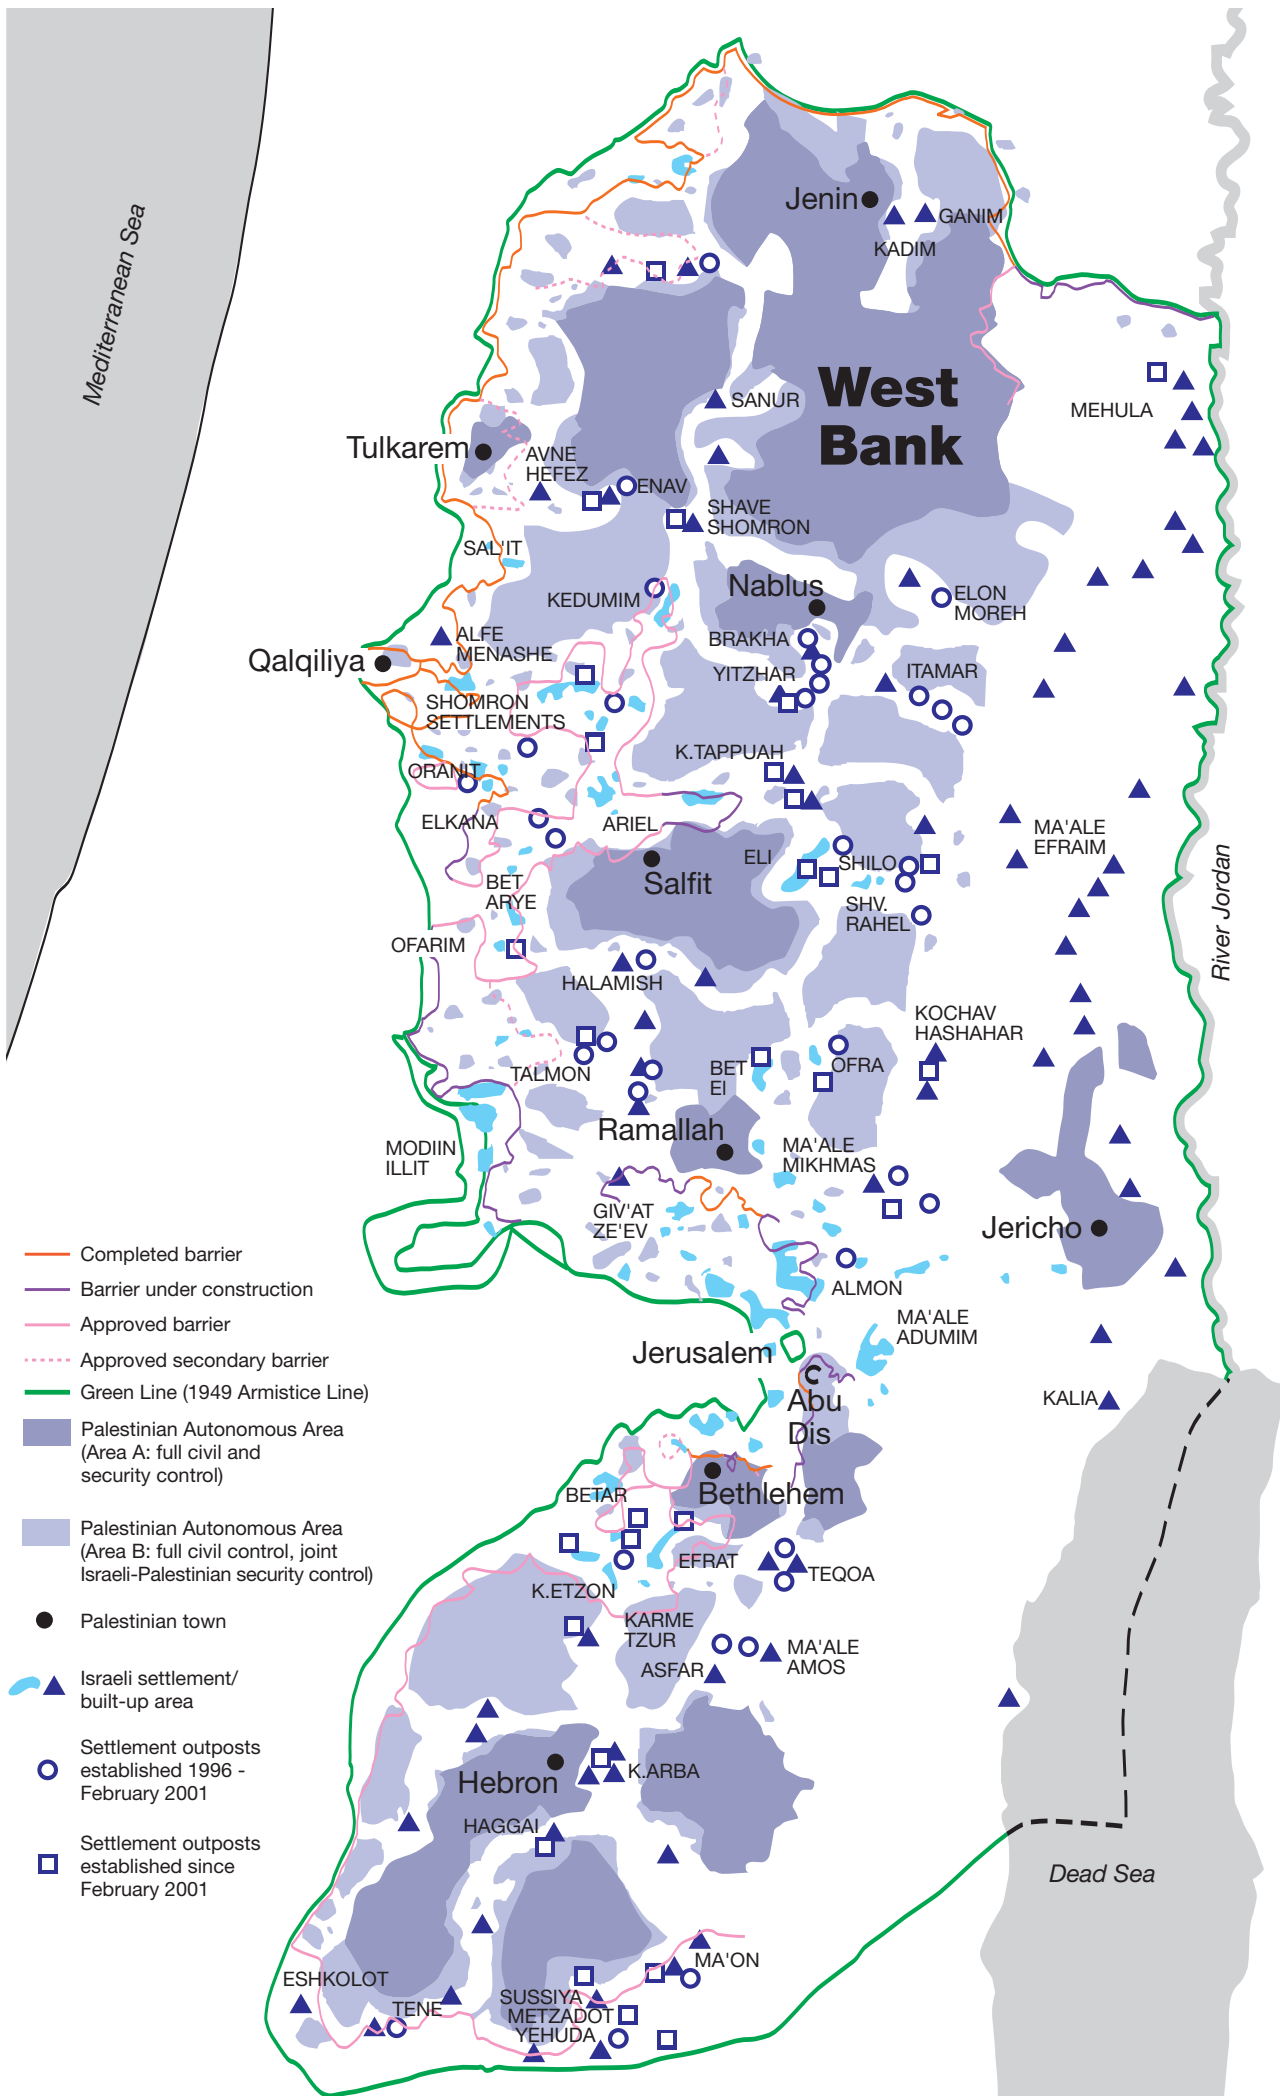 Mediterranean Sea
Jenin
GANIM
KADIM
West
Bank
SANUR
MEHULA
Tulkarem
AVNE
HEFEZ
ENAV
SHAVE
SHOMRON
SAL'IT
Nablus
KEDUMIM
ELON
MOREH
ALFE
MENASHE
BRAKHA
Qalqiliya
YITZHAR
ITAMAR
SHOMRON
SETTLEMENTS
K.TAPPUAH
ORANIT
ELKANA
ARIEL
MA'ALE
EFRAIM
ELI
SHILO
Salfit
BET
ARYE
SHV.
RAHEL
River Jordan
OFARIM
HALAMISH
KOCHAV
HASHAHAR
TALMON
BET
El
OFRA
Ramallah
MODIIN
ILLIT
MA'ALE
MIKHMAS
GIV'AT
ZE'EV
Jericho
ALMON
MA'ALE
ADUMIM
Jerusalem
Abu
Dis
KALIA
Bethlehem
BETAR
EFRAT
TEQOA
K.ETZON
KARME
TZUR
MA'ALE
AMOS
ASFAR
Hebron
K.ARBA
HAGGAI
Dead Sea
MA'ON
ESHKOLOT
TENE
SUSSIYA
METZADOT
YEHUDA
Completed barrier
Barrier under construction
Approved barrier
Approved secondary barrier
Green Line (1949 Armistice Line)
Palestinian Autonomous Area
(Area A: full civil and
security control)
Palestinian Autonomous Area
(Area B: full civil control, joint
Israeli-Palestinian security control)
Palestinian town
Israeli settlement/
built-up area
Settlement outposts
established 1996 -
February 2001
Settlement outposts
established since
February 2001